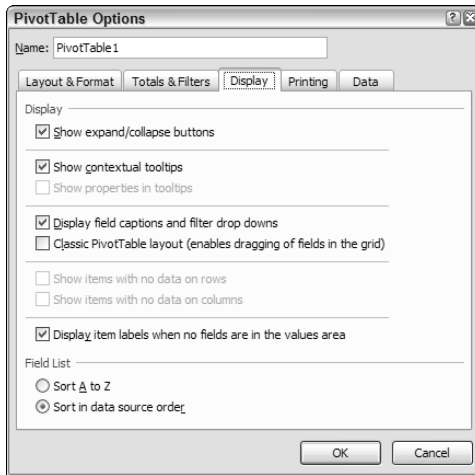 PivotTable Options
Name: PivotTable1
Layout & Format Totals & Filters Display Printing Data
Display
Show expand/collapse buttons
Show contextual tooltips
Show properties in tooltips
Display field captions and filter drop downs
Classic PivotTable layout (enables dragging of fields in the grid)
Show items with no data on rows
Show items with no data on columns
Display item labels when no fields are in the values area
Field List
Sort A to Z
Sort in data source order
OK Cancel